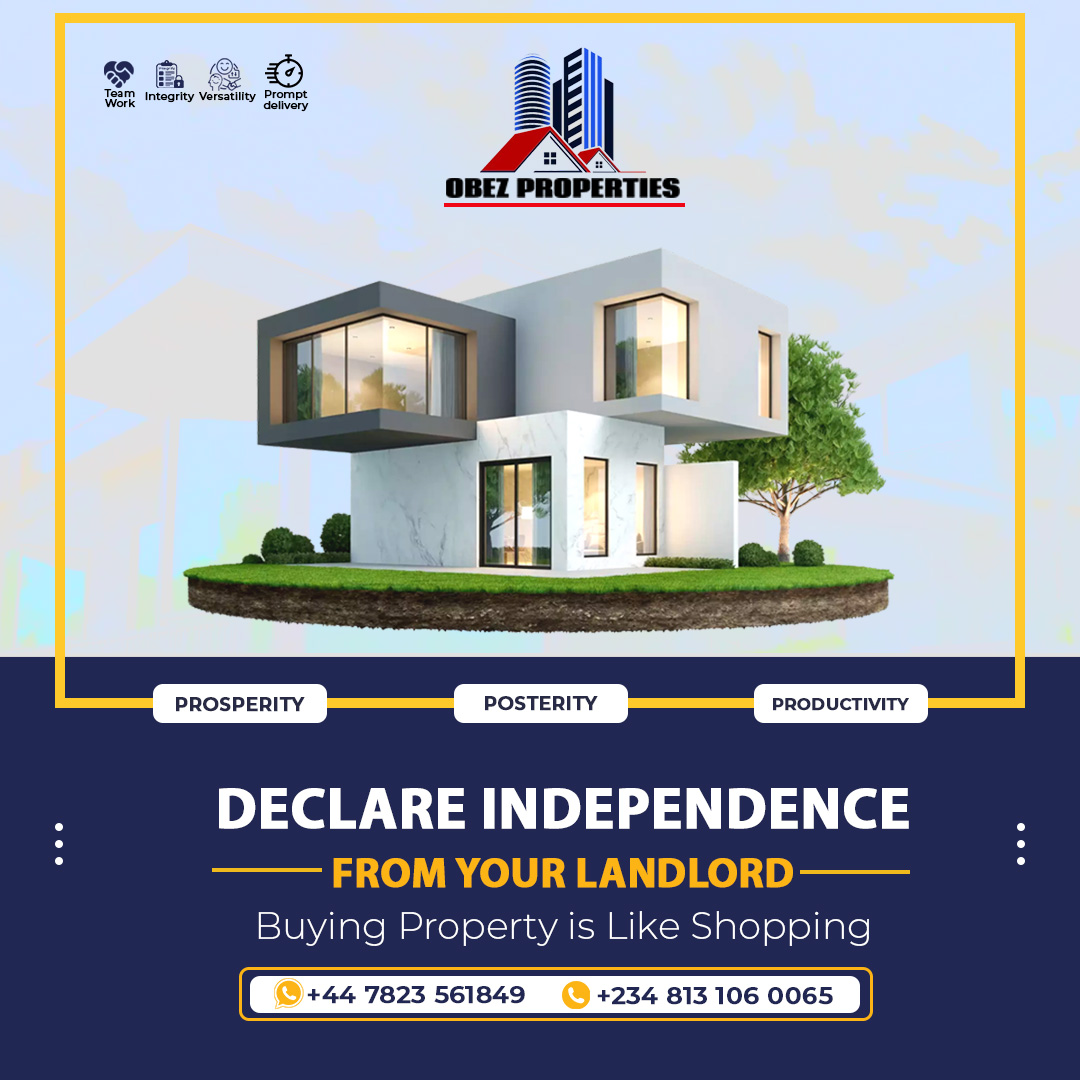 Team
Work
Integrity
Versatility
Prompt
delivery
OBEZ PROPERTIES
PROSPERITY
POSTERITY
PRODUCTIVITY
DECLARE INDEPENDENCE
FROM YOUR LANDLORD
Buying Property is Like Shopping
+44 7823 561849
+234 813 106 0065